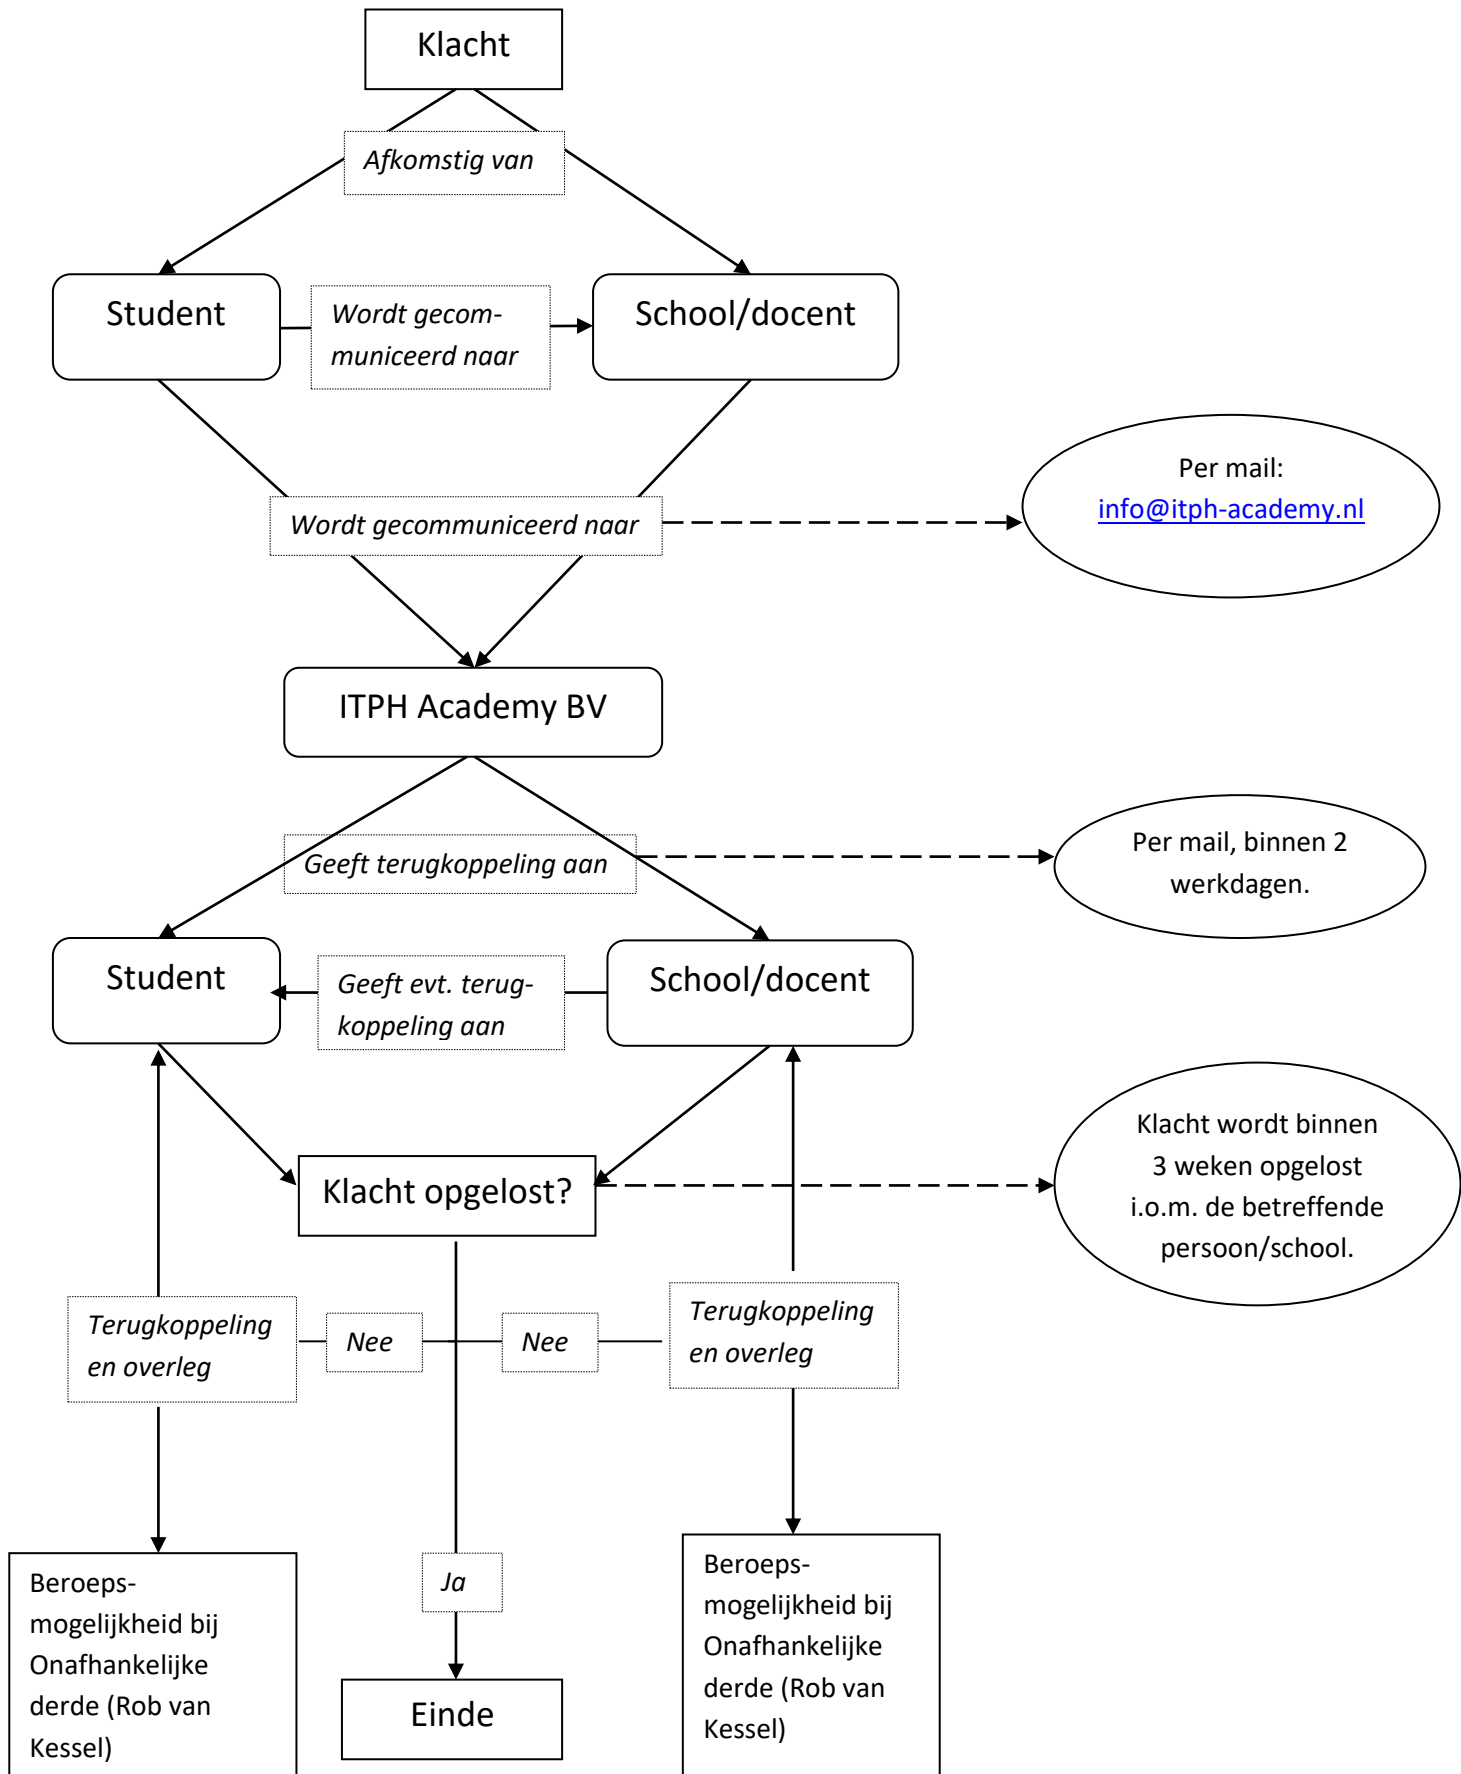 Klacht
Afkomstig van
Student
Wordt gecom-
municeerd naar
School/docent
Per mail:
info@itph-academy.nl
Wordt gecommuniceerd naar
ITPH Academy BV
Geeft terugkoppeling aan
Per mail, binnen 2
werkdagen.
Student
Geeft evt. terug-
koppeling aan
School/docent
Klacht opgelost?
Klacht wordt binnen
3 weken opgelost
i.o.m. de betreffende
persoon/school.
Terugkoppeling
en overleg
Nee
Nee
Terugkoppeling
en overleg
Beroeps-
mogelijkheid bij
Onafhankelijke
derde (Rob van
Kessel)
Ja
Einde
Beroeps-
mogelijkheid bij
Onafhankelijke
derde (Rob van
Kessel)